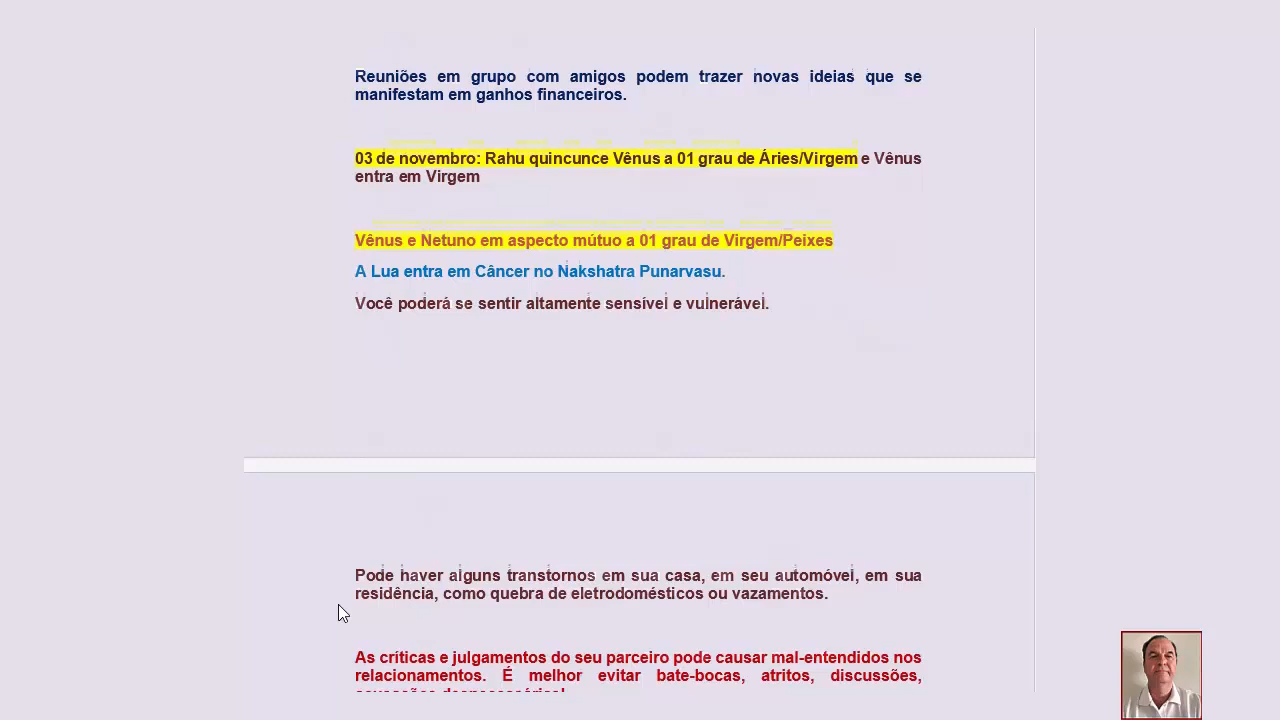 Reuniões em grupo com amigos podem trazer novas ideias que se
manifestam em ganhos financeiros.
03 de novembro: Rahu quincunce Vênus a 01 grau de Áries/Virgem e Vênus
entra em Virgem
Vênus e Netuno em aspecto mútuo a 01 grau de Virgem/Peixes
A Lua entra em Câncer no Nakshatra Punarvasu.
Você poderá se sentir altamente sensível e vulnerável.
Pode haver alguns transtornos em sua casa, em seu automóvel, em sua
residência, como quebra de eletrodomésticos ou vazamentos.
As críticas e julgamentos do seu parceiro pode causar mal-entendidos nos
relacionamentos. É melhor evitar bate-bocas, atritos, discussões,